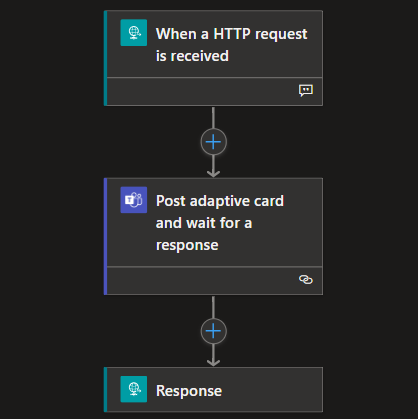 When a HTTP request
is received
Post adaptive card
and wait for a
response
Response